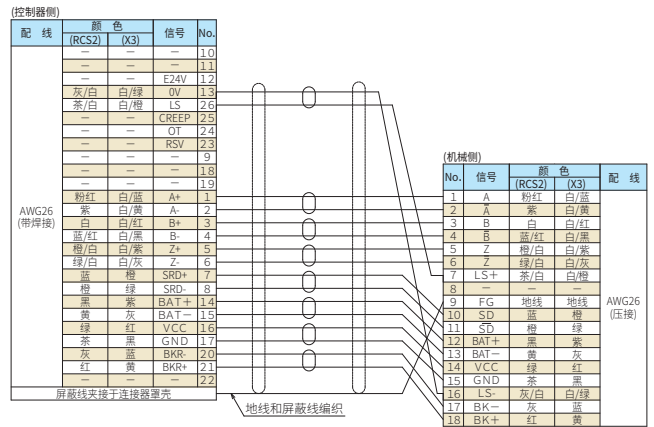 (控制器侧)
配 线 颜 色 信号 No.
(RCS2) (X3)
— — — 10
— — — 11
— — E24V 12
灰/白 白/绿 0V 13
茶/白 白/橙 LS 26
— — CREEP 25
— — OT 24
— — RSV 23
— — — 9
— — — 18
— — — 19
粉红 白/蓝 A+ 1
紫 白/黄 A- 2
白 白/红 B+ 3
蓝/红 白/黑 B- 4
橙/白 白/紫 Z+ 5
绿/白 白/灰 Z- 6
蓝 橙 SRD+ 7
橙 绿 SRD- 8
黑 紫 BAT+ 14
黄 灰 BAT- 15
绿 红 VCC 16
茶 黑 GND 17
灰 蓝 BKR- 20
红 黄 BKR+ 21
— — — 22
AWG26
(带焊接)
屏蔽线夹接于连接器罩壳
地线和屏蔽线编织
(机械侧)
No. 信号 颜 色 配 线
(RCS2) (X3)
1 A 粉红 白/蓝
2 A̅ 紫 白/黄
3 B 白 白/红
4 B̅ 蓝/红 白/黑
5 Z 橙/白 白/紫
6 Z̅ 绿/白 白/灰
7 LS+ 茶/白 白/橙
8 — — —
9 FG 地线 地线
10 SD 蓝 橙
11 S̅D̅ 橙 绿
12 BAT+ 黑 紫
13 BAT- 黄 灰
14 VCC 绿 红
15 GND 茶 黑
16 LS- 灰/白 白/绿
17 BK- 灰 蓝
18 BK+ 红 黄
AWG26
(压接)